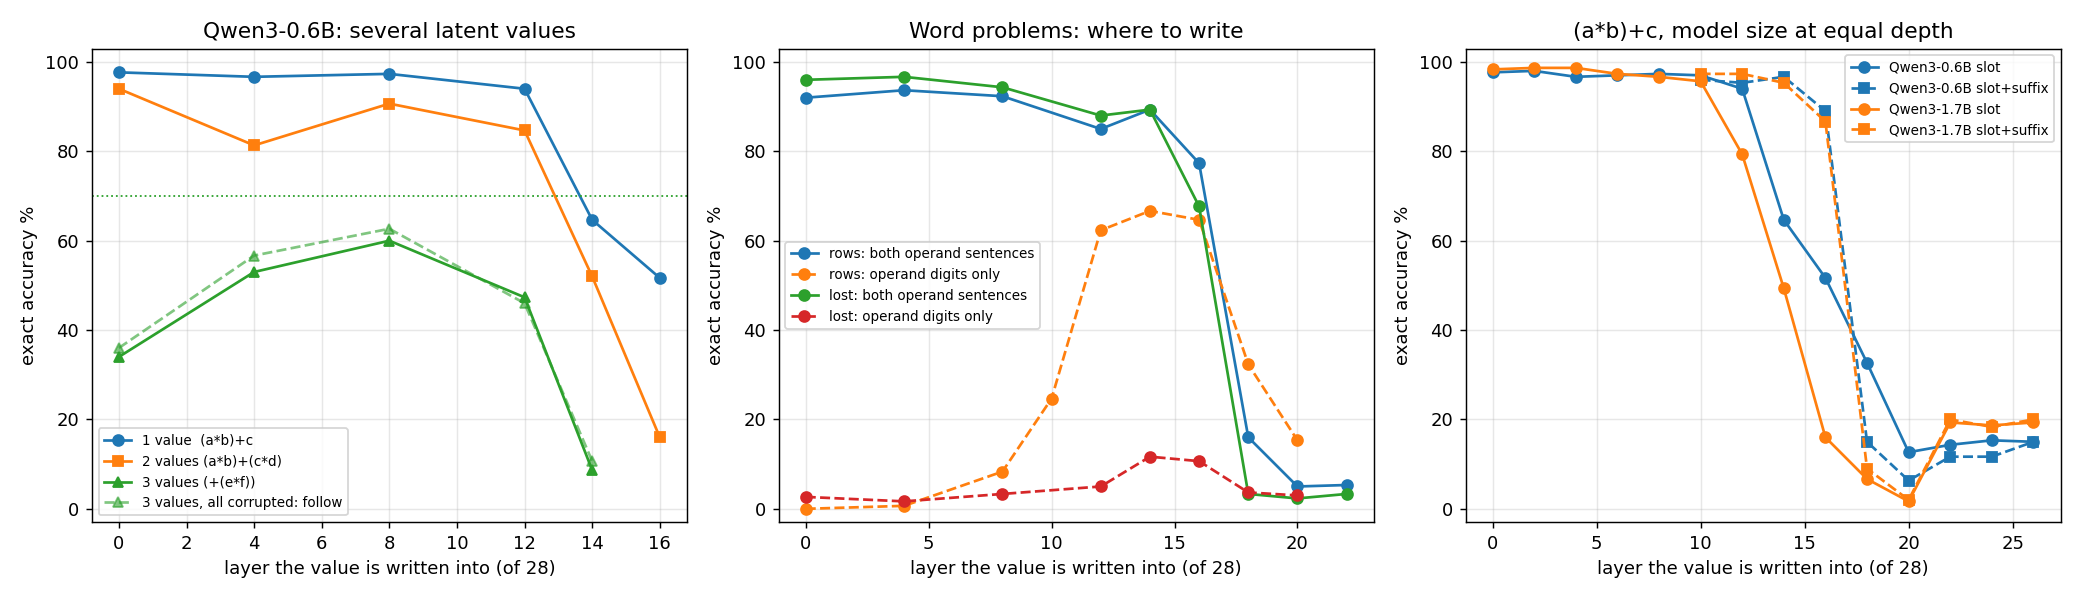 Qwen3-0.6B: several latent values
exact accuracy %
100
80
60
40
20
0
1 value  (a*b)+c
2 values (a*b)+(c*d)
3 values (+(e*f))
3 values, all corrupted: follow
0 2 4 6 8 10 12 14 16
layer the value is written into (of 28)
Word problems: where to write
exact accuracy %
100
80
60
40
20
0
rows: both operand sentences
rows: operand digits only
lost: both operand sentences
lost: operand digits only
0 5 10 15 20
layer the value is written into (of 28)
(a*b)+c, model size at equal depth
exact accuracy %
100
80
60
40
20
0
Qwen3-0.6B slot
Qwen3-0.6B slot+suffix
Qwen3-1.7B slot
Qwen3-1.7B slot+suffix
0 5 10 15 20 25
layer the value is written into (of 28)